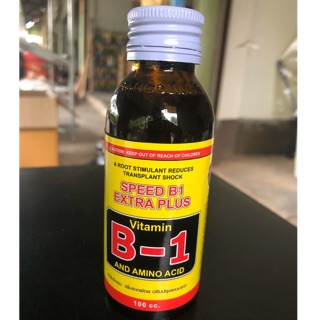 CAUTION: KEEP OUT OF REACH OF CHILDREN
A ROOT STIMULANT REDUCES
TRANSPLANT SHOCK
SPEED B1
EXTRA PLUS
Vitamin
B-1
AND AMINO ACID
100 cc.